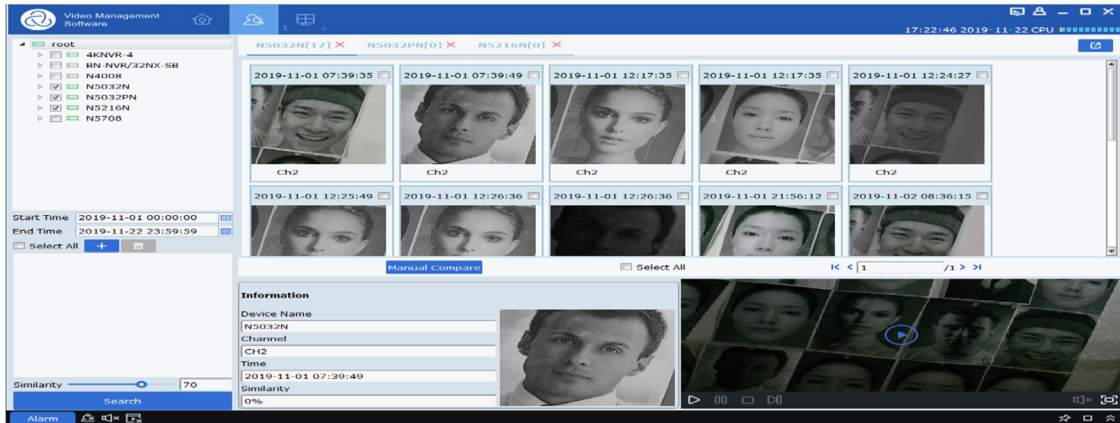 Video Management
Software
1
17:22:46 2019-11-22 CPU
root
4KNVR-4
BN-NVR/32NX-SB
N4008
N5032N
N5032PN
N5216N
N5708
Start Time 2019-11-01 00:00:00
End Time 2019-11-22 23:59:59
Select All +
Similarity 70
Search
N5032N[17] N5032PN[0] N5216N[0]
2019-11-01 07:39:35 2019-11-01 07:39:49 2019-11-01 12:17:35 2019-11-01 12:17:35 2019-11-01 12:24:27
Ch2 Ch2 Ch2 Ch2 Ch2
2019-11-01 12:25:49 2019-11-01 12:26:36 2019-11-01 12:26:36 2019-11-01 21:56:12 2019-11-02 08:36:15
Manual Compare Select All 1 /1
Information
Device Name
N5032N
Channel
CH2
Time
2019-11-01 07:39:49
Similarity
0%
Alarm